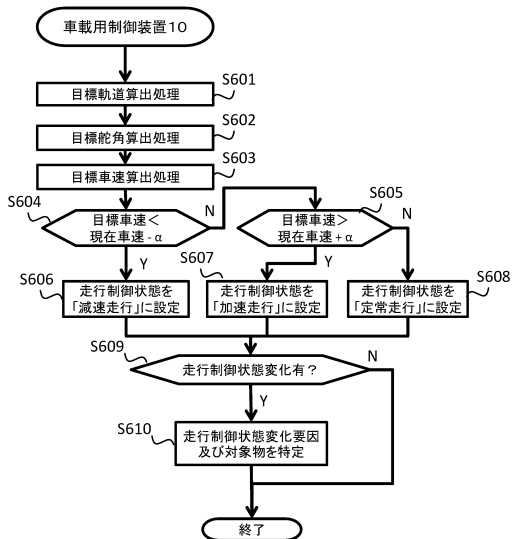 車載用制御装置10
S601
目標軌道算出処理
S602
目標舵角算出処理
S603
目標車速算出処理
S604
目標車速<
現在車速-α
N
Y
S605
目標車速>
現在車速+α
N
Y
S606
走行制御状態を
「減速走行」に設定
S607
走行制御状態を
「加速走行」に設定
S608
走行制御状態を
「定常走行」に設定
S609
走行制御状態変化有?
N
Y
S610
走行制御状態変化要因
及び対象物を特定
終了